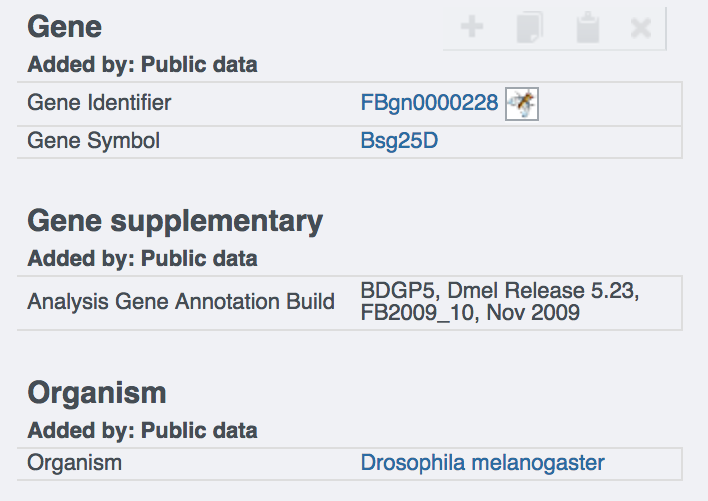 Gene
Added by: Public data
Gene Identifier FBgn0000228
Gene Symbol Bsg25D
Gene supplementary
Added by: Public data
Analysis Gene Annotation Build BDGP5, Dmel Release 5.23,
FB2009_10, Nov 2009
Organism
Added by: Public data
Organism Drosophila melanogaster